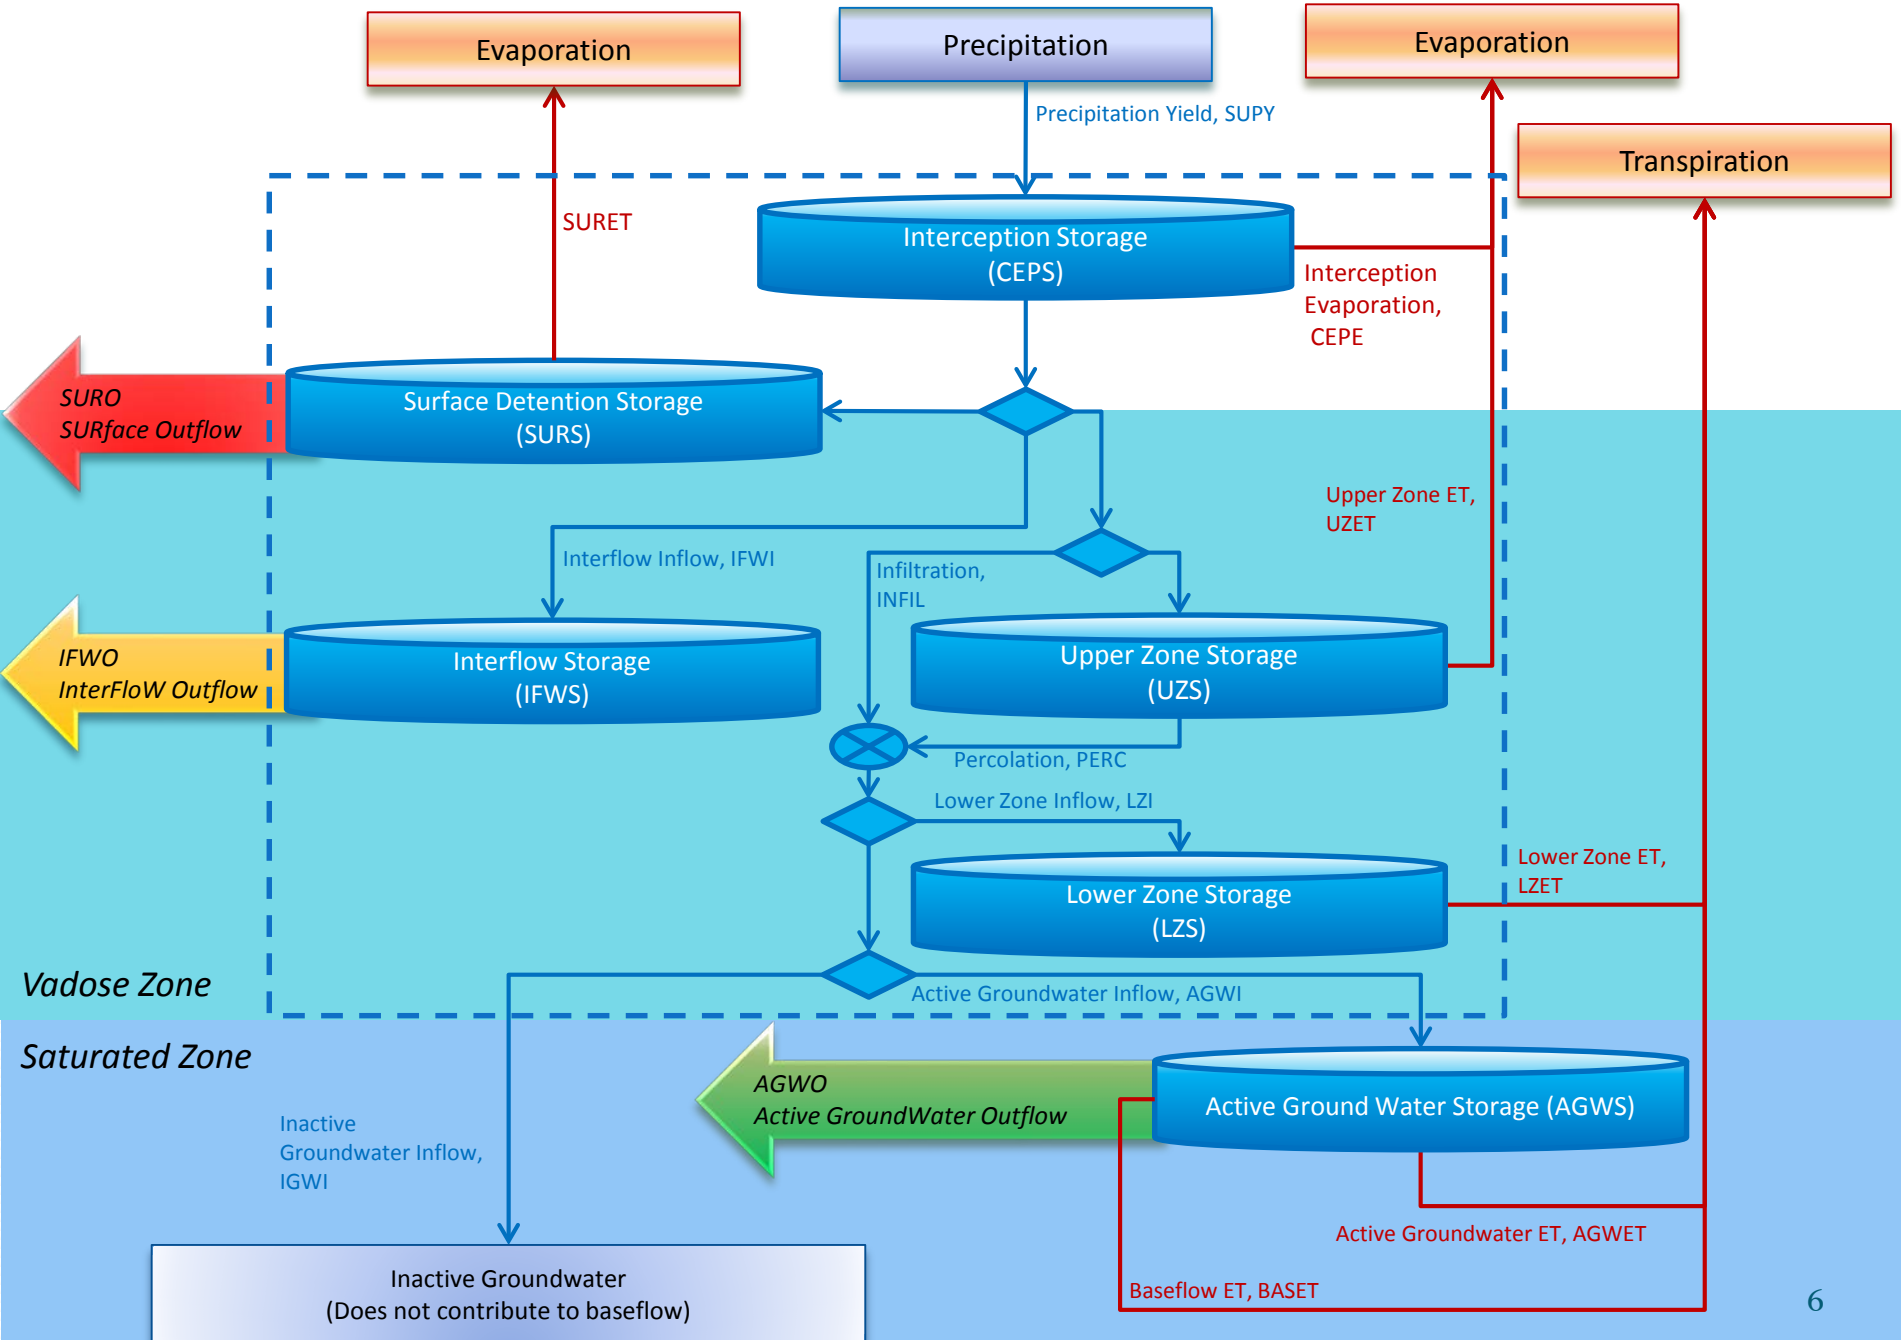 Evaporation
Precipitation
Evaporation
Precipitation Yield, SUPY
Transpiration
SURET
Interception Storage
(CEPS)
Interception
Evaporation,
CEPE
SURO
SURface Outflow
Surface Detention Storage
(SURS)
Upper Zone ET,
UZET
Interflow Inflow, IFWI
Infiltration,
INFIL
IFWO
InterFloW Outflow
Interflow Storage
(IFWS)
Upper Zone Storage
(UZS)
Percolation, PERC
Lower Zone Inflow, LZI
Lower Zone ET,
LZET
Lower Zone Storage
(LZS)
Vadose Zone
Active Groundwater Inflow, AGWI
Saturated Zone
AGWO
Active GroundWater Outflow
Active Ground Water Storage (AGWS)
Inactive
Groundwater Inflow,
IGWI
Active Groundwater ET, AGWET
Baseflow ET, BASET
Inactive Groundwater
(Does not contribute to baseflow)
6